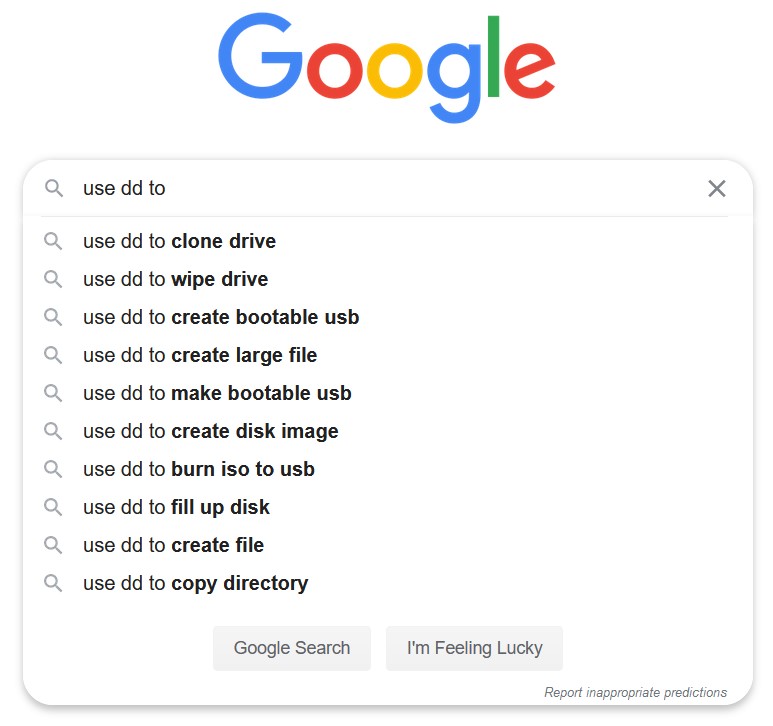 Google
use dd to
use dd to clone drive
use dd to wipe drive
use dd to create bootable usb
use dd to create large file
use dd to make bootable usb
use dd to create disk image
use dd to burn iso to usb
use dd to fill up disk
use dd to create file
use dd to copy directory
Google Search I'm Feeling Lucky
Report inappropriate predictions